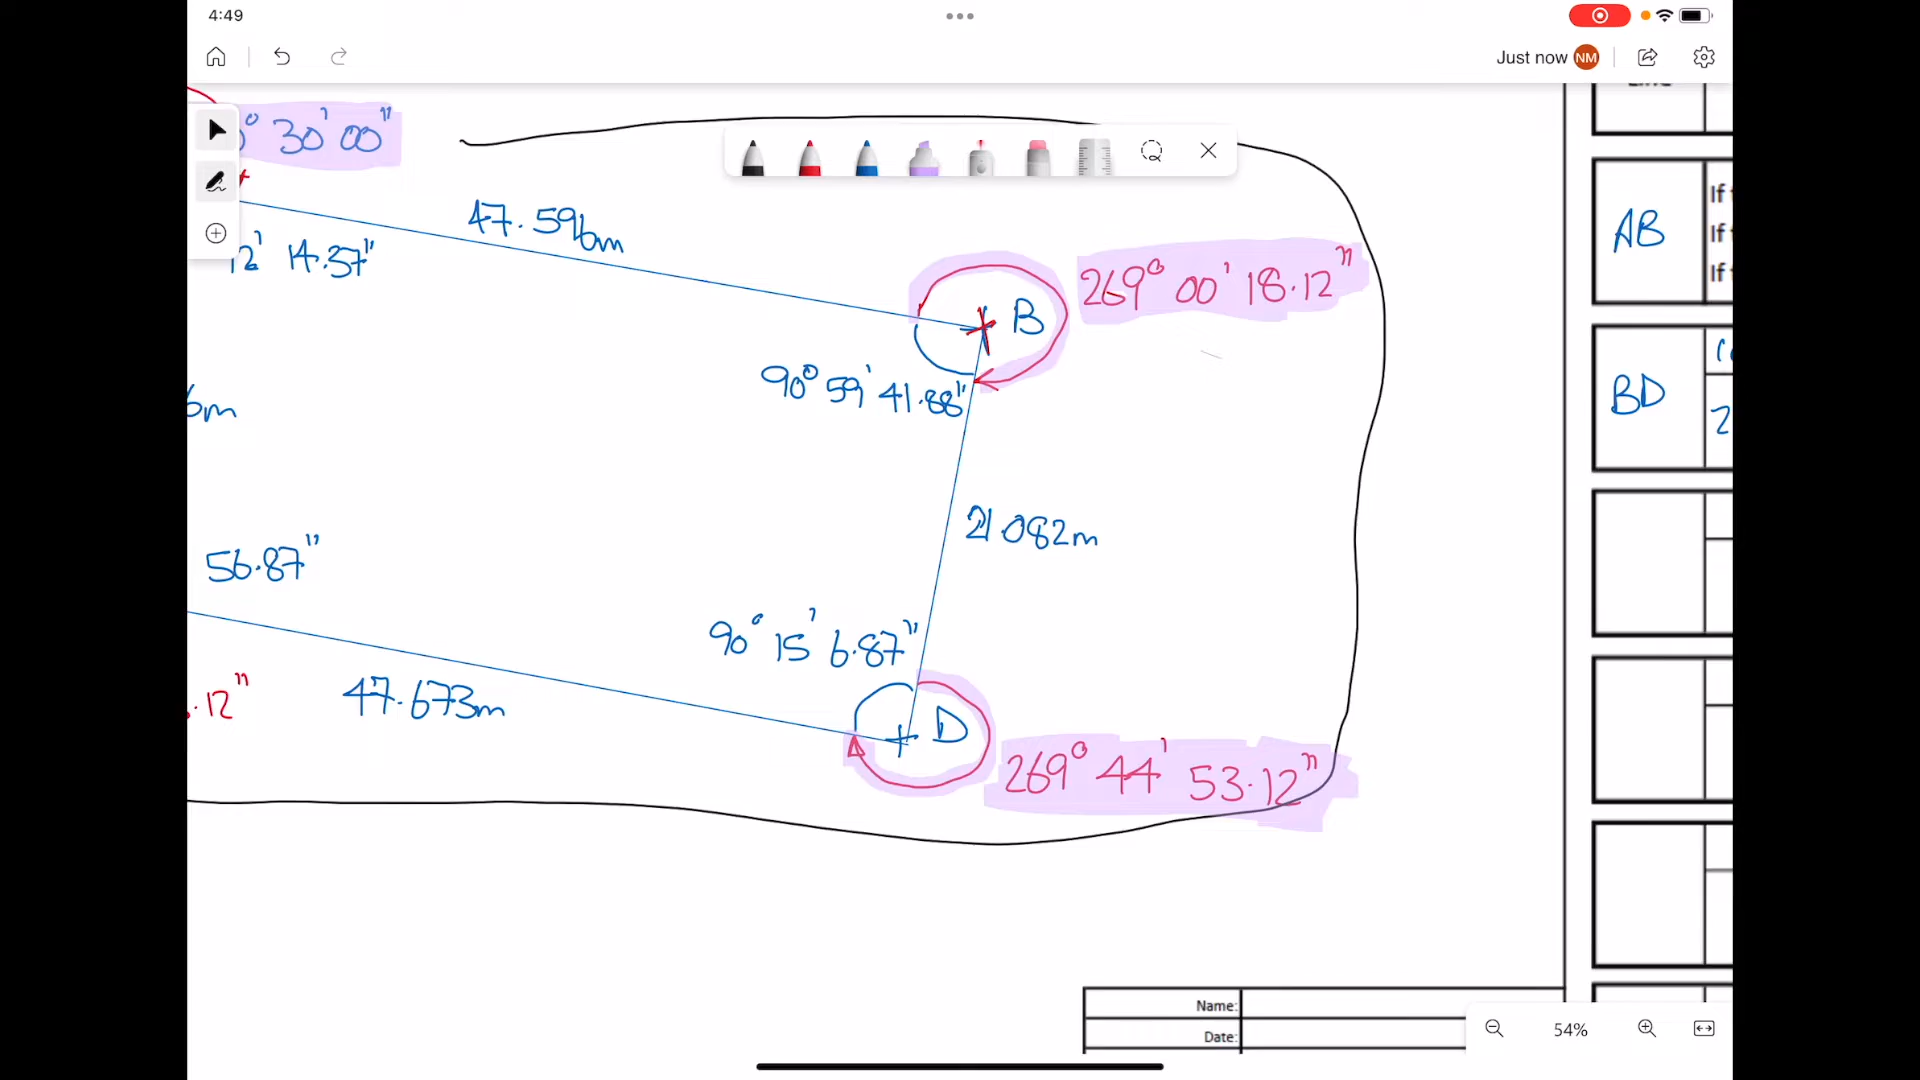 4:49
Just now NM
° 30' 00"
47.596m
12' 14.37"
269° 00' 18.12"
B
90° 59' 41.88"
6m
21.082m
56.87"
90° 15' 6.87"
.12"
47.673m
D
269° 44' 53.12"
AB
If
If
If
BD
2
Name:
Date:
54%